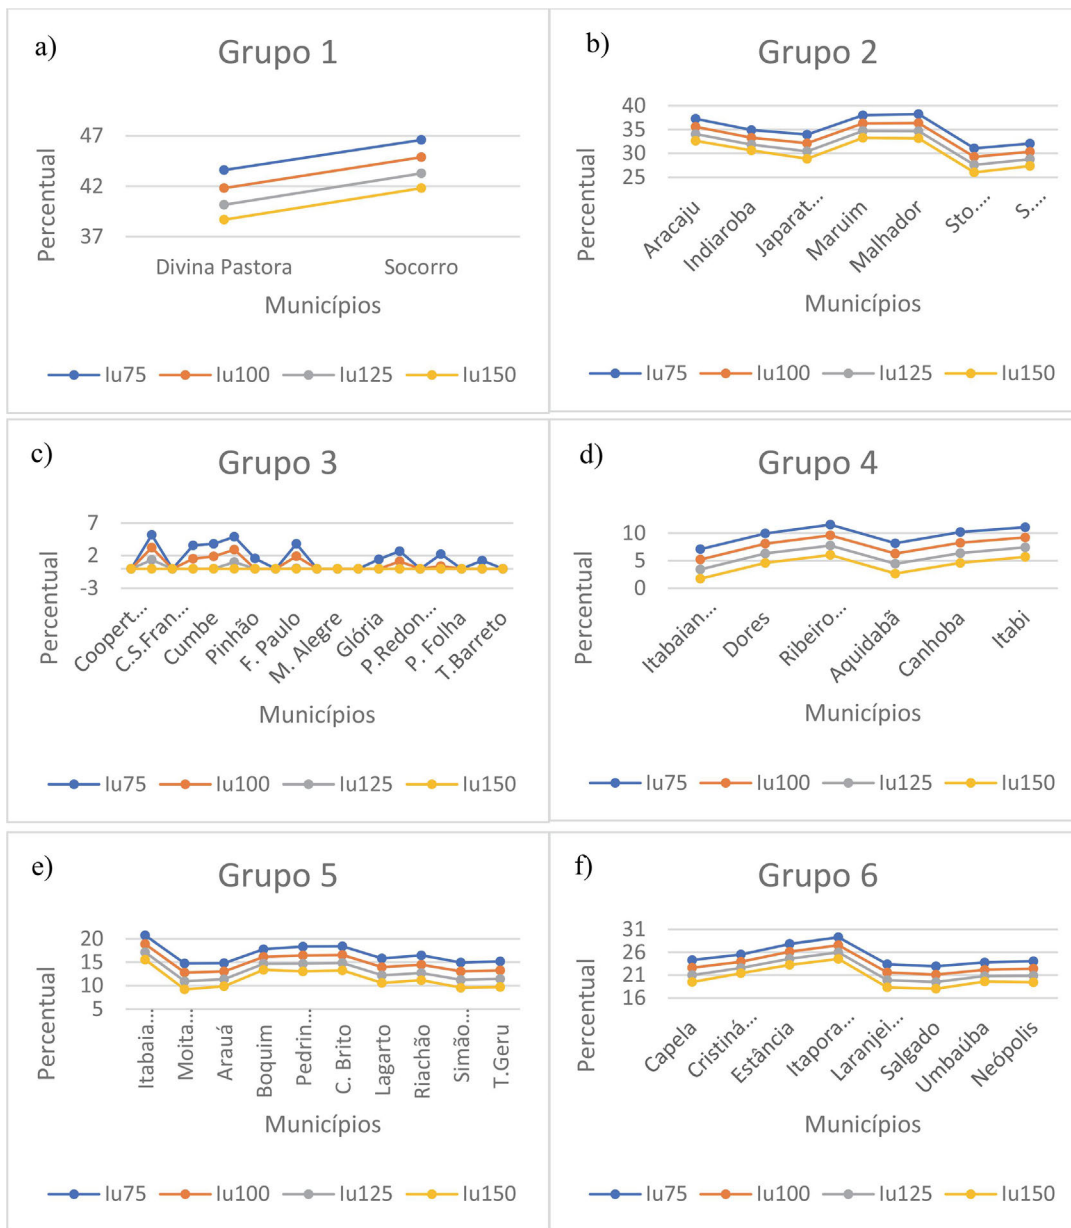 a)
Grupo 1
47
42
37
Percentual
Divina Pastora
Socorro
Municípios
Iu75
Iu100
Iu125
Iu150
b)
Grupo 2
40
35
30
25
Percentual
Aracaju
Indiaroba
Japarat...
Maruim
Malhador
Sto....
S....
Municípios
Iu75
Iu100
Iu125
Iu150
c)
Grupo 3
7
2
-3
Percentual
Coopert...
C.S.Fran...
Cumbe
Pinhão
F. Paulo
M. Alegre
Glória
P.Redon...
P. Folha
T.Barreto
Municípios
Iu75
Iu100
Iu125
Iu150
d)
Grupo 4
10
5
0
Percentual
Itabaian...
Dores
Ribeiro...
Aquidabã
Canhoba
Itabi
Municípios
Iu75
Iu100
Iu125
Iu150
e)
Grupo 5
20
15
10
5
Percentual
Itabaia...
Moita...
Arauá
Boquim
Pedrin...
C. Brito
Lagarto
Riachão
Simão...
T.Geru
Municípios
Iu75
Iu100
Iu125
Iu150
f)
Grupo 6
31
26
21
16
Percentual
Capela
Cristiná...
Estância
Itapora...
Laranjei...
Salgado
Umbaúba
Neópolis
Municípios
Iu75
Iu100
Iu125
Iu150